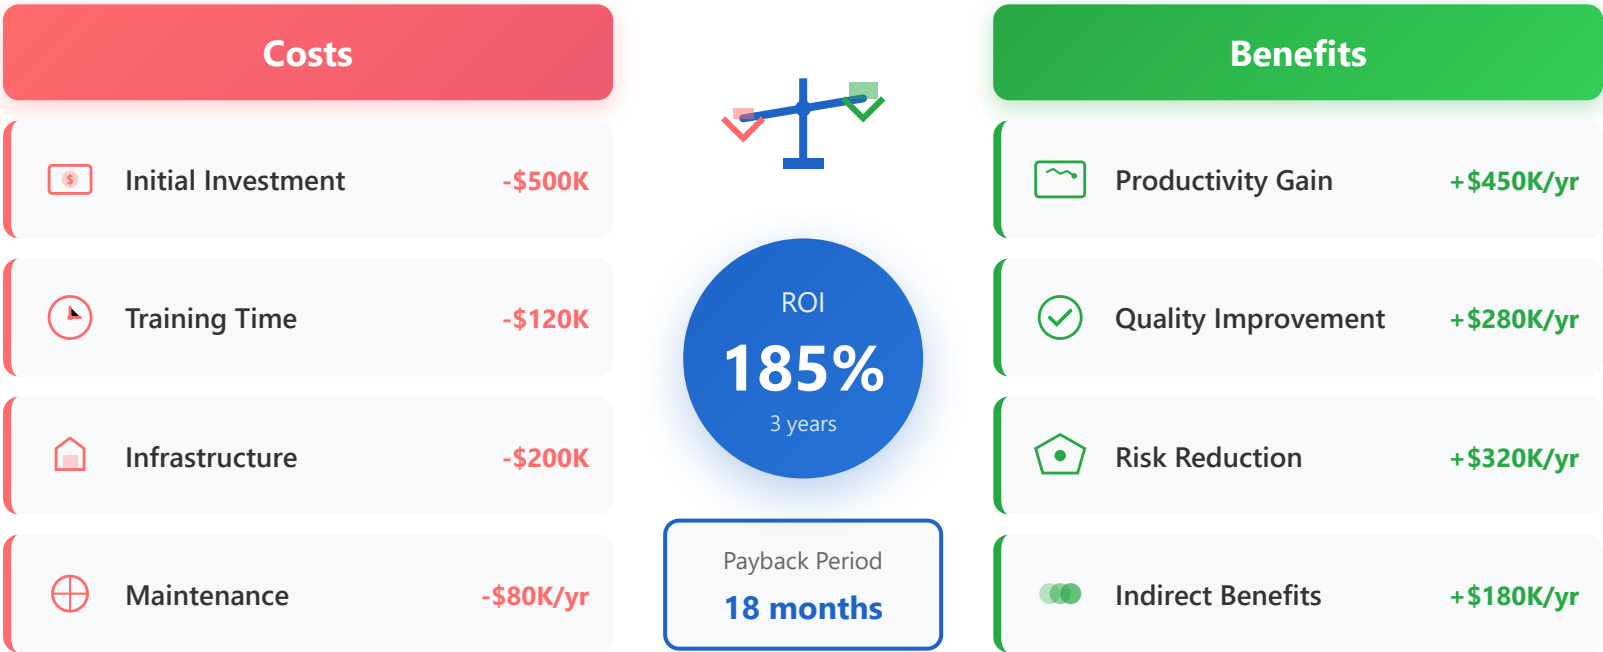 Costs
$
Initial Investment
-$500K
Training Time
-$120K
Infrastructure
-$200K
Maintenance
-$80K/yr
ROI
185%
3 years
Payback Period
18 months
Benefits
Productivity Gain
+$450K/yr
Quality Improvement
+$280K/yr
Risk Reduction
+$320K/yr
Indirect Benefits
+$180K/yr